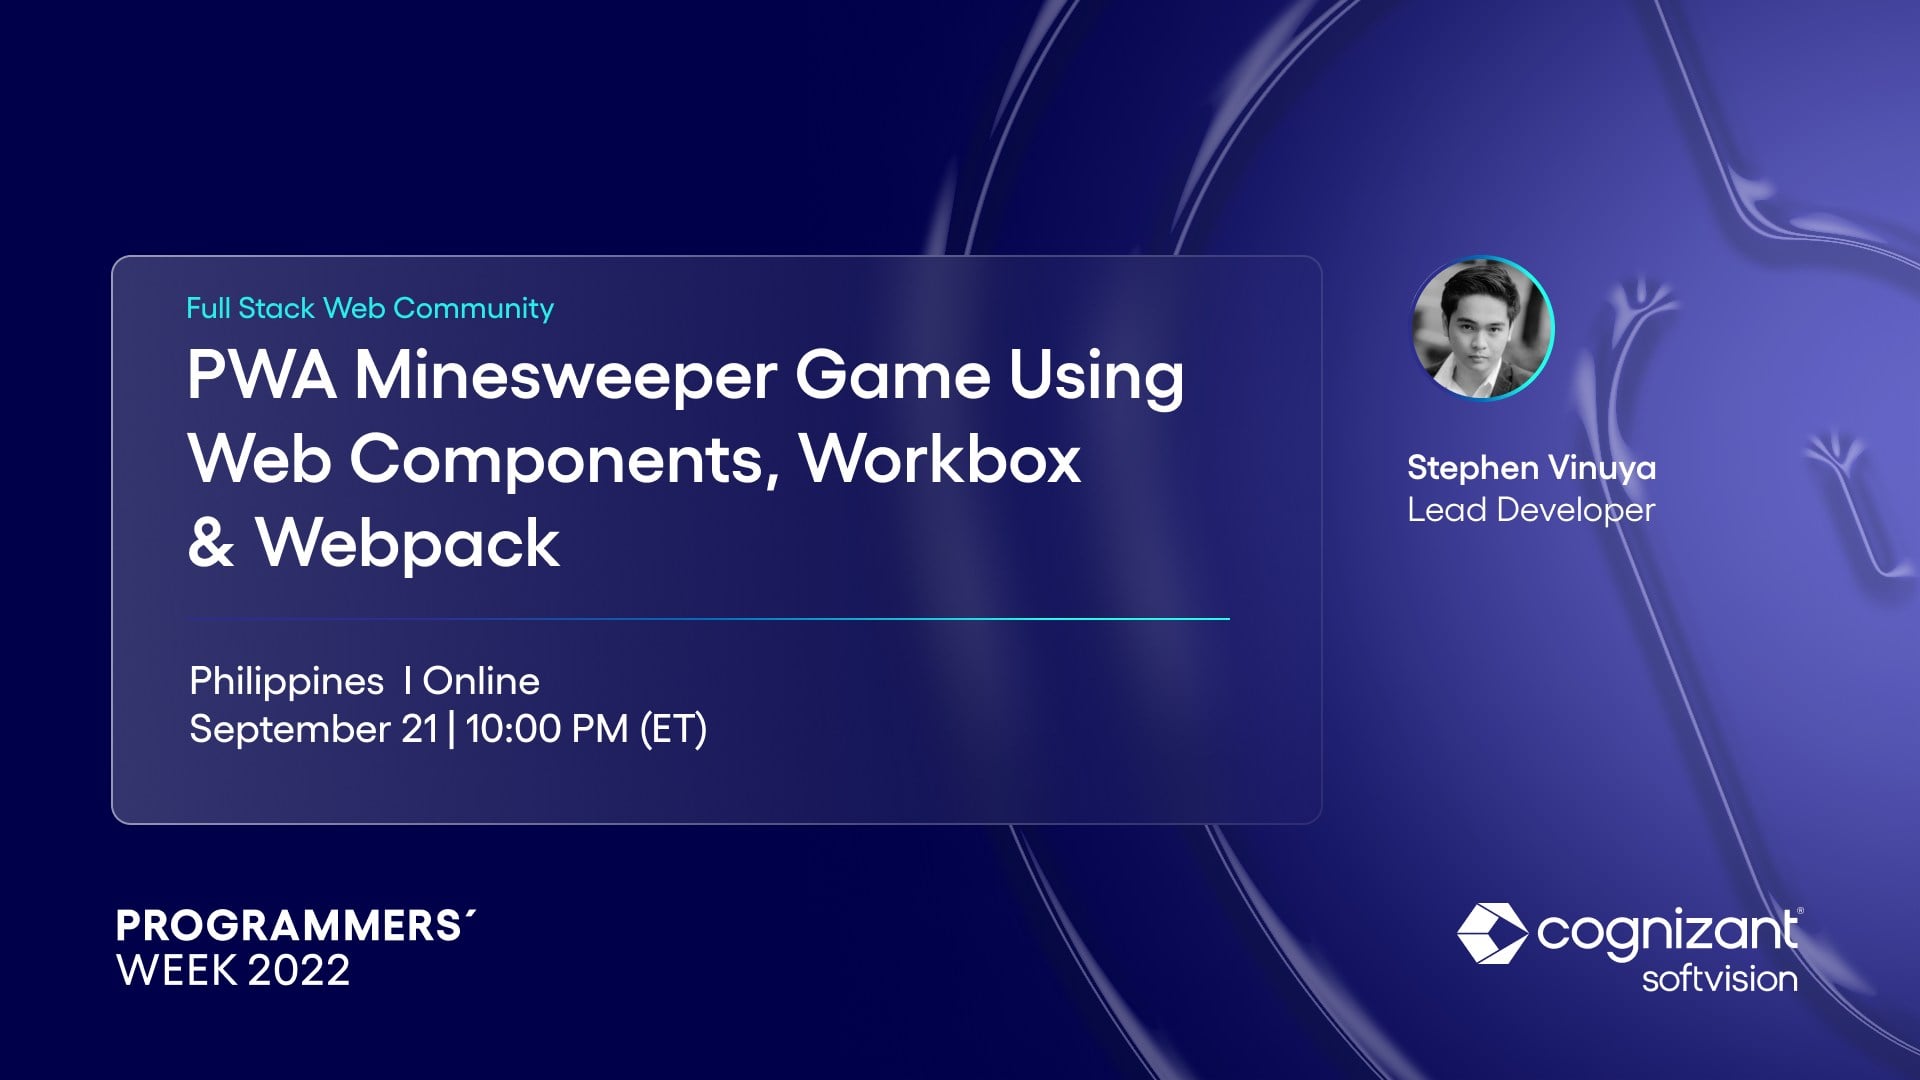 Full Stack Web Community
PWA Minesweeper Game Using
Web Components, Workbox
& Webpack
Philippines | Online
September 21 | 10:00 PM (ET)
Stephen Vinuya
Lead Developer
PROGRAMMERS´
WEEK 2022
cognizant®
softvision